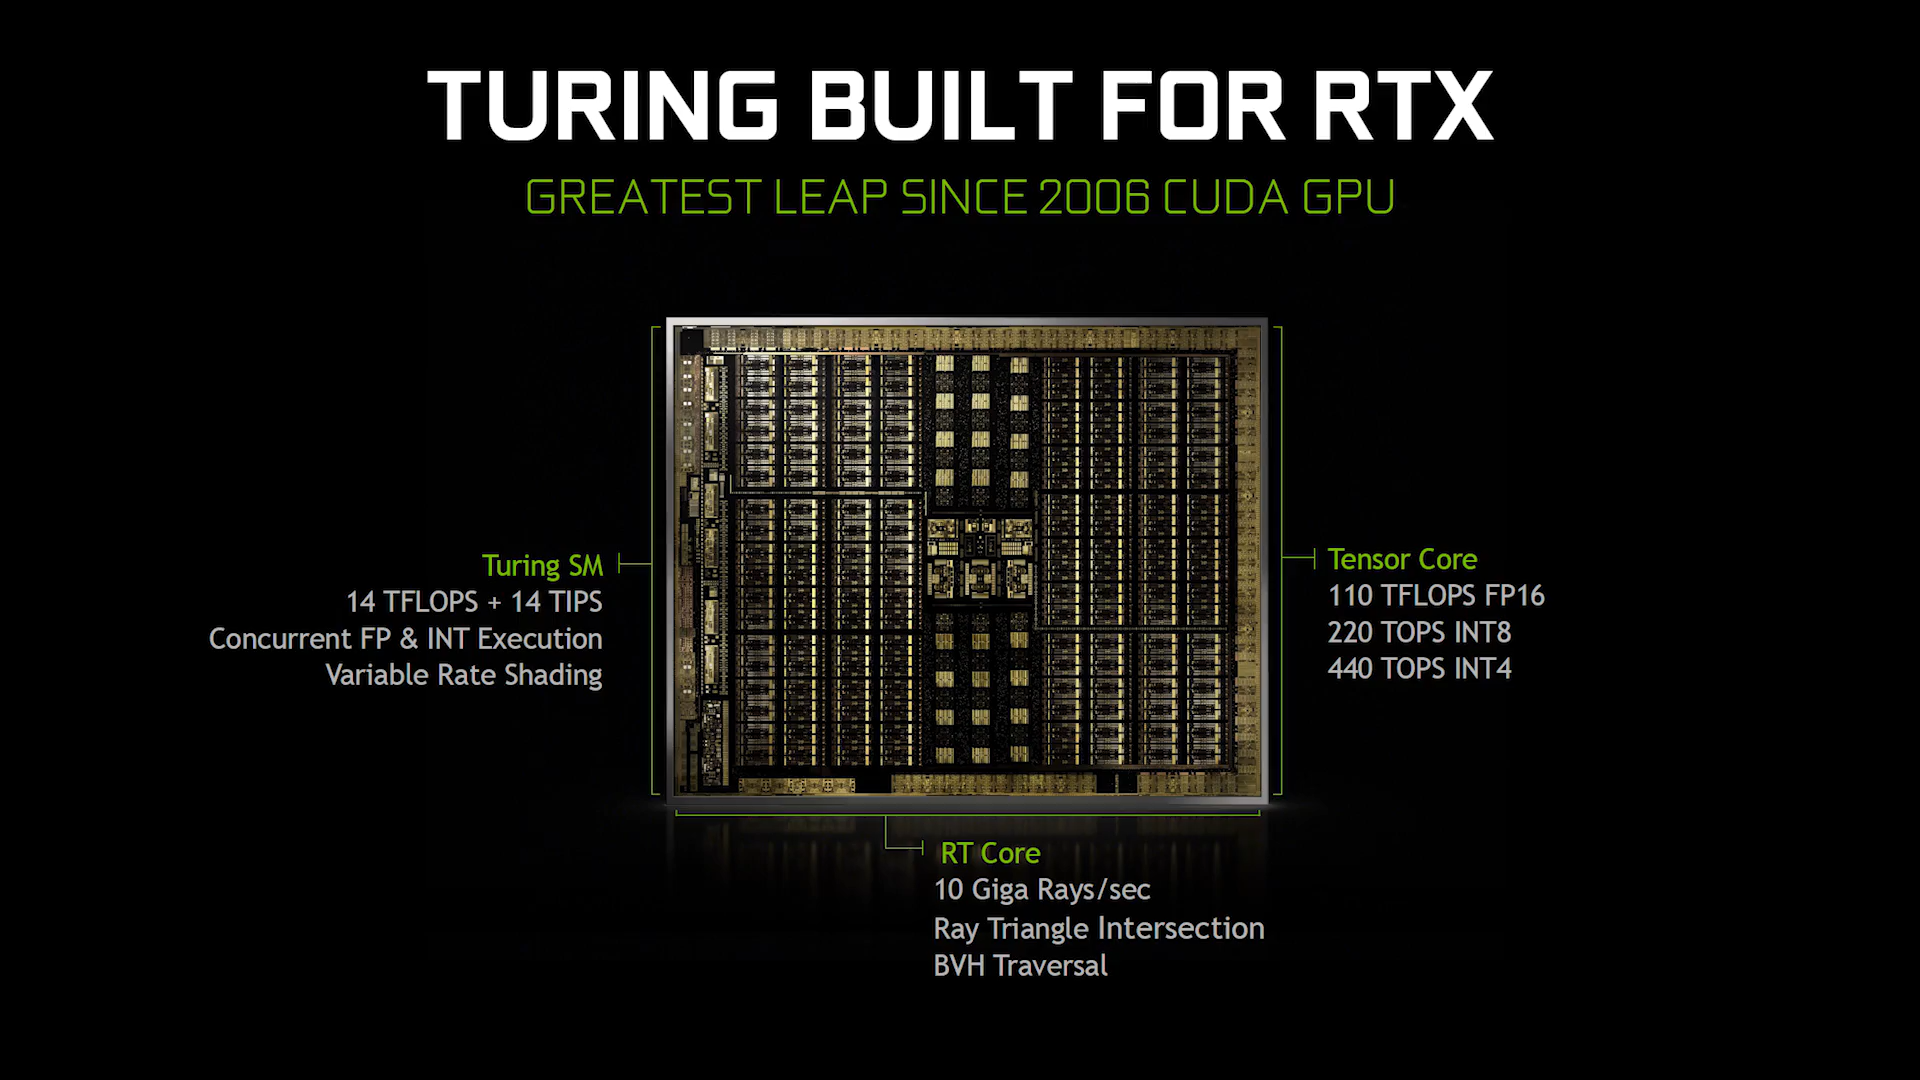 TURING BUILT FOR RTX
GREATEST LEAP SINCE 2006 CUDA GPU
Turing SM
14 TFLOPS + 14 TIPS
Concurrent FP & INT Execution
Variable Rate Shading
Tensor Core
110 TFLOPS FP16
220 TOPS INT8
440 TOPS INT4
RT Core
10 Giga Rays/sec
Ray Triangle Intersection
BVH Traversal